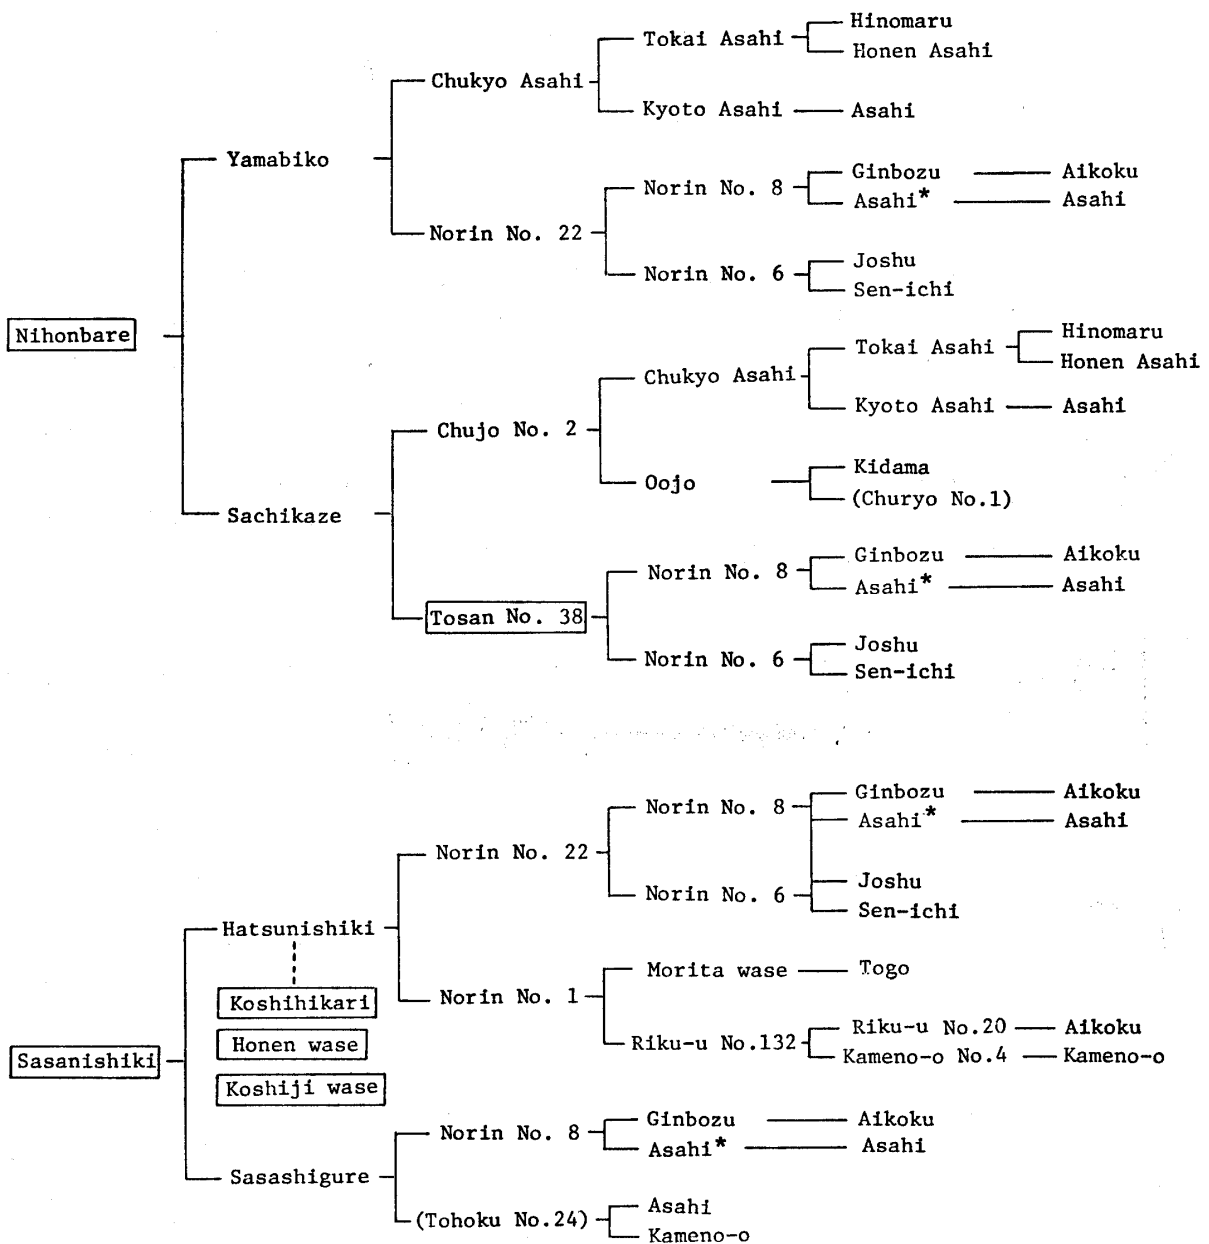 Hinomaru
Tokai Asahi
Honen Asahi
Chukyo Asahi
Kyoto Asahi
Asahi
Yamabiko
Ginbozu
Aikoku
Norin No. 8
Asahi*
Asahi
Norin No. 22
Joshu
Norin No. 6
Sen-ichi
Nihonbare
Hinomaru
Tokai Asahi
Honen Asahi
Chukyo Asahi
Kyoto Asahi
Asahi
Chujo No. 2
Kidama
Oojo
(Churyo No.1)
Sachikaze
Ginbozu
Aikoku
Norin No. 8
Asahi*
Asahi
Tosan No. 38
Joshu
Norin No. 6
Sen-ichi
Ginbozu
Aikoku
Norin No. 8
Asahi*
Asahi
Norin No. 22
Joshu
Norin No. 6
Sen-ichi
Hatsunishiki
Morita wase
Togo
Norin No. 1
Koshihikari
Riku-u No.20
Aikoku
Riku-u No.132
Honen wase
Kameno-o No.4
Kameno-o
Sasanishiki
Koshiji wase
Ginbozu
Aikoku
Norin No. 8
Asahi*
Asahi
Sasashigure
Asahi
(Tohoku No.24)
Kameno-o